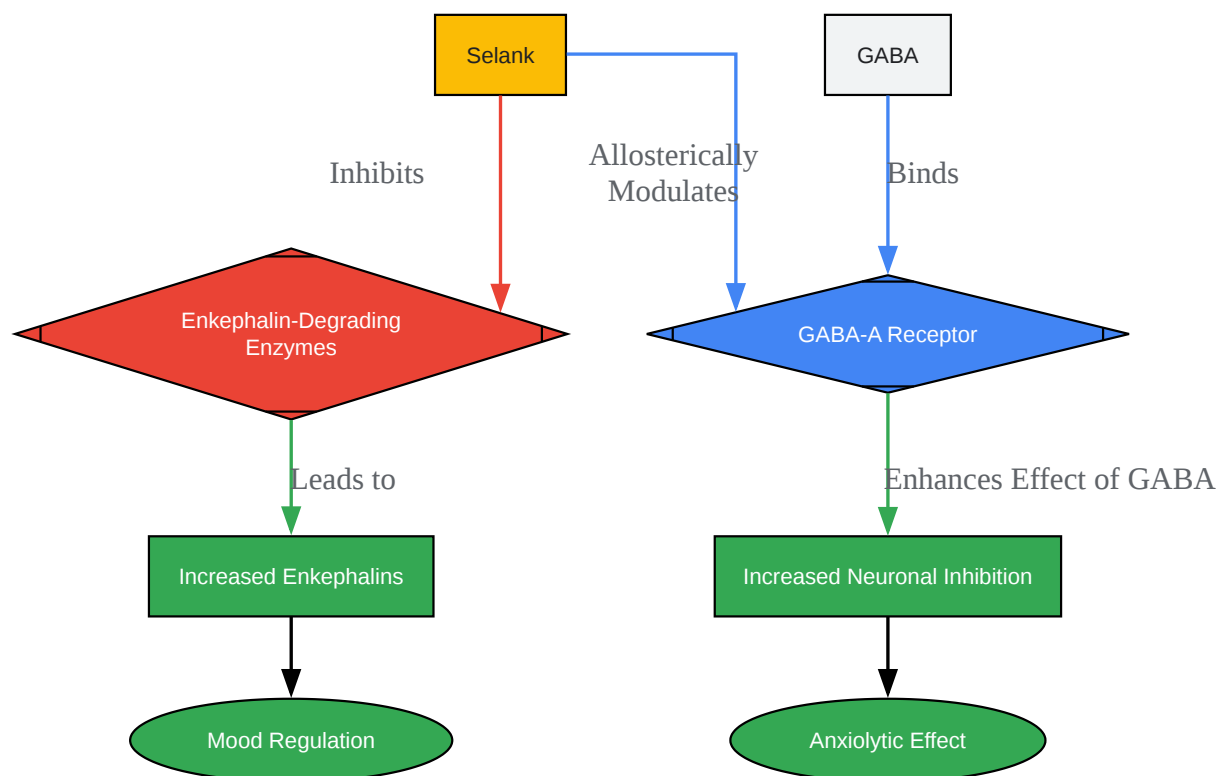 Selank
GABA
Inhibits
Allosterically
Modulates
Binds
Enkephalin-Degrading
Enzymes
GABA-A Receptor
Leads to
Enhances Effect of GABA
Increased Enkephalins
Increased Neuronal Inhibition
Mood Regulation
Anxiolytic Effect